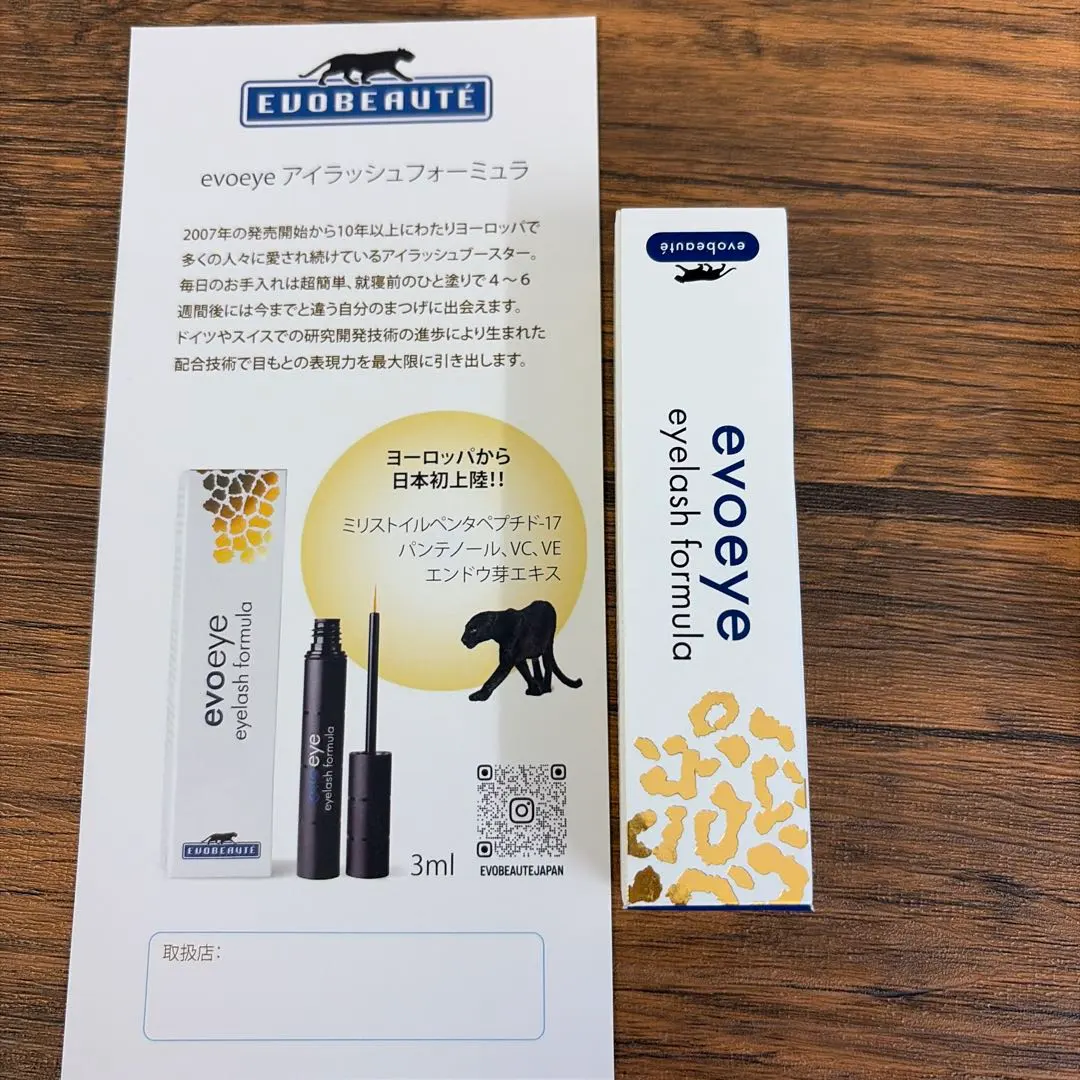 EVOBEAUTÉ
evoeye アイラッシュフォーミュラ
2007年の発売開始から10年以上にわたりヨーロッパで
多くの人々に愛され続けているアイラッシュブースター。
毎日のお手入れは超簡単、就寝前のひと塗りで4～6
週間後には今までと違う自分のまつげに出会えます。
ドイツやスイスでの研究開発技術の進歩により生まれた
配合技術で目もとの表現力を最大限に引き出します。
ヨーロッパから
日本初上陸!!
ミリストイルペンタペプチド-17
パンテノール、VC、VE
エンドウ芽エキス
evoeye
eyelash formula
EVOBEAUTÉ
evoeye
eyelash formula
3ml
EVOBEAUTEJAPAN
取扱店：
evobeauté
evoeye
eyelash formula